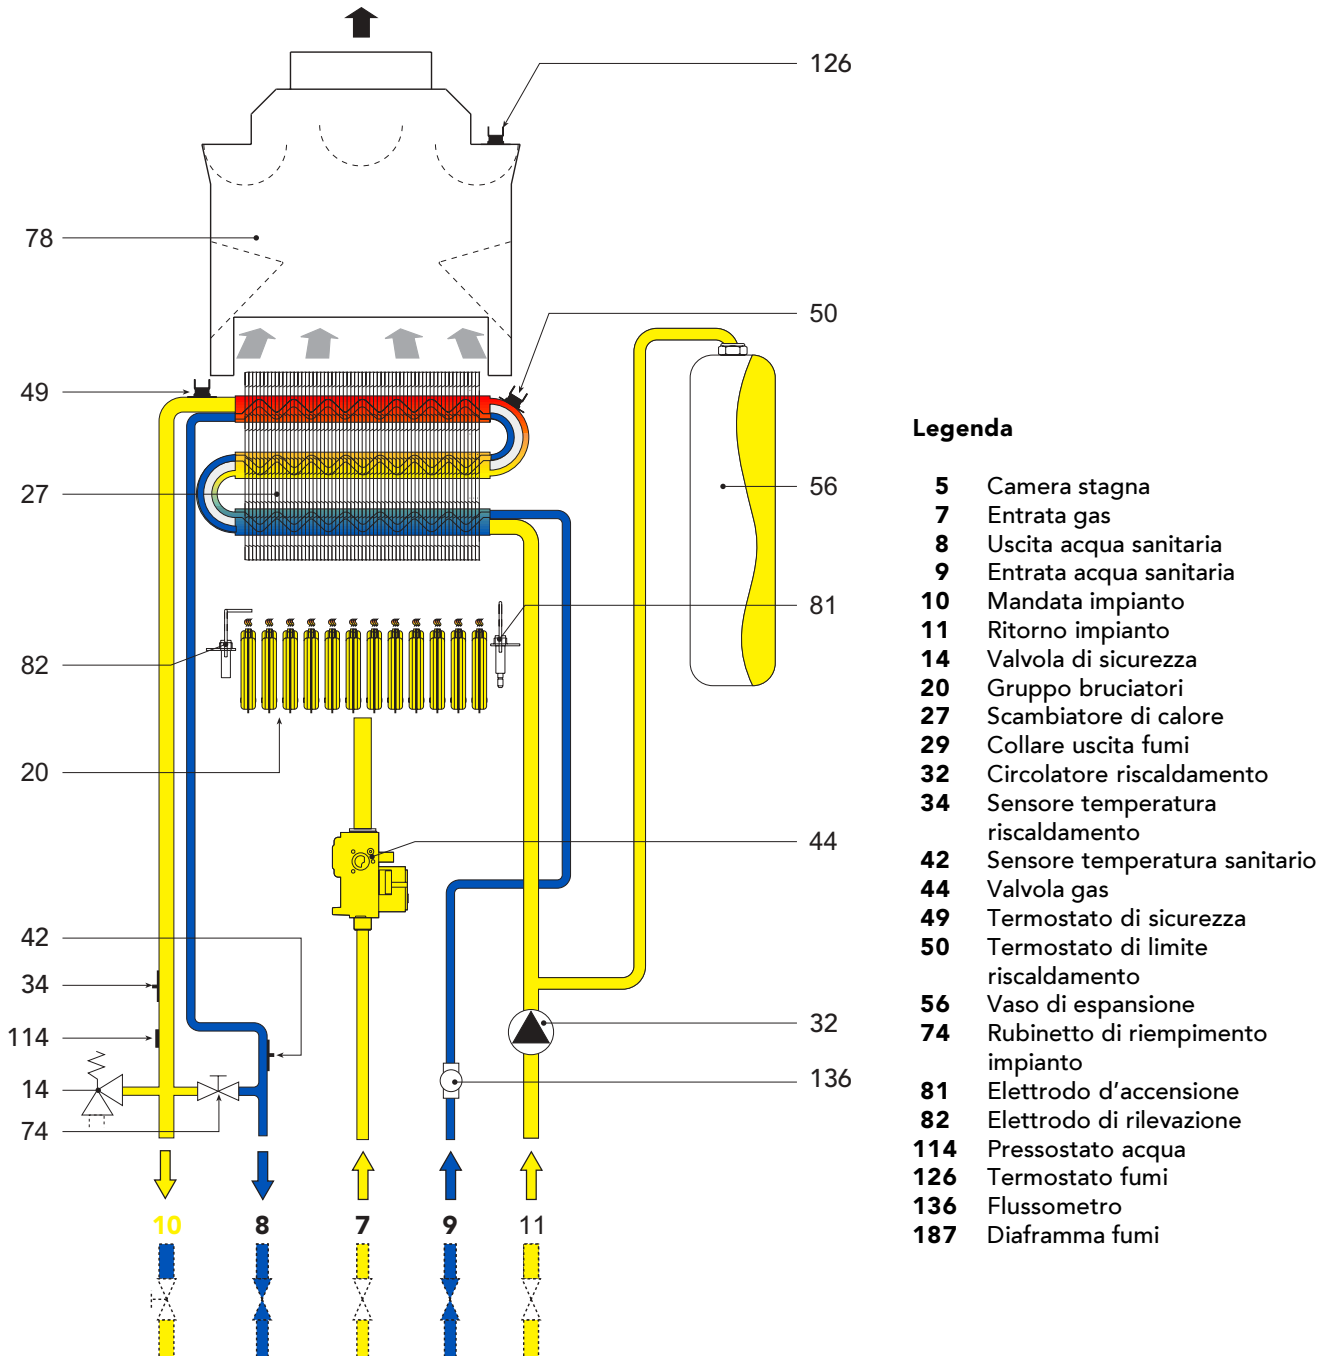 126
78
50
49
27
56
81
82
20
44
42
34
114
32
14
136
74
10 8 7 9 11
Legenda
5 Camera stagna
7 Entrata gas
8 Uscita acqua sanitaria
9 Entrata acqua sanitaria
10 Mandata impianto
11 Ritorno impianto
14 Valvola di sicurezza
20 Gruppo bruciatori
27 Scambiatore di calore
29 Collare uscita fumi
32 Circolatore riscaldamento
34 Sensore temperatura
riscaldamento
42 Sensore temperatura sanitario
44 Valvola gas
49 Termostato di sicurezza
50 Termostato di limite
riscaldamento
56 Vaso di espansione
74 Rubinetto di riempimento
impianto
81 Elettrodo d'accensione
82 Elettrodo di rilevazione
114 Pressostato acqua
126 Termostato fumi
136 Flussometro
187 Diaframma fumi